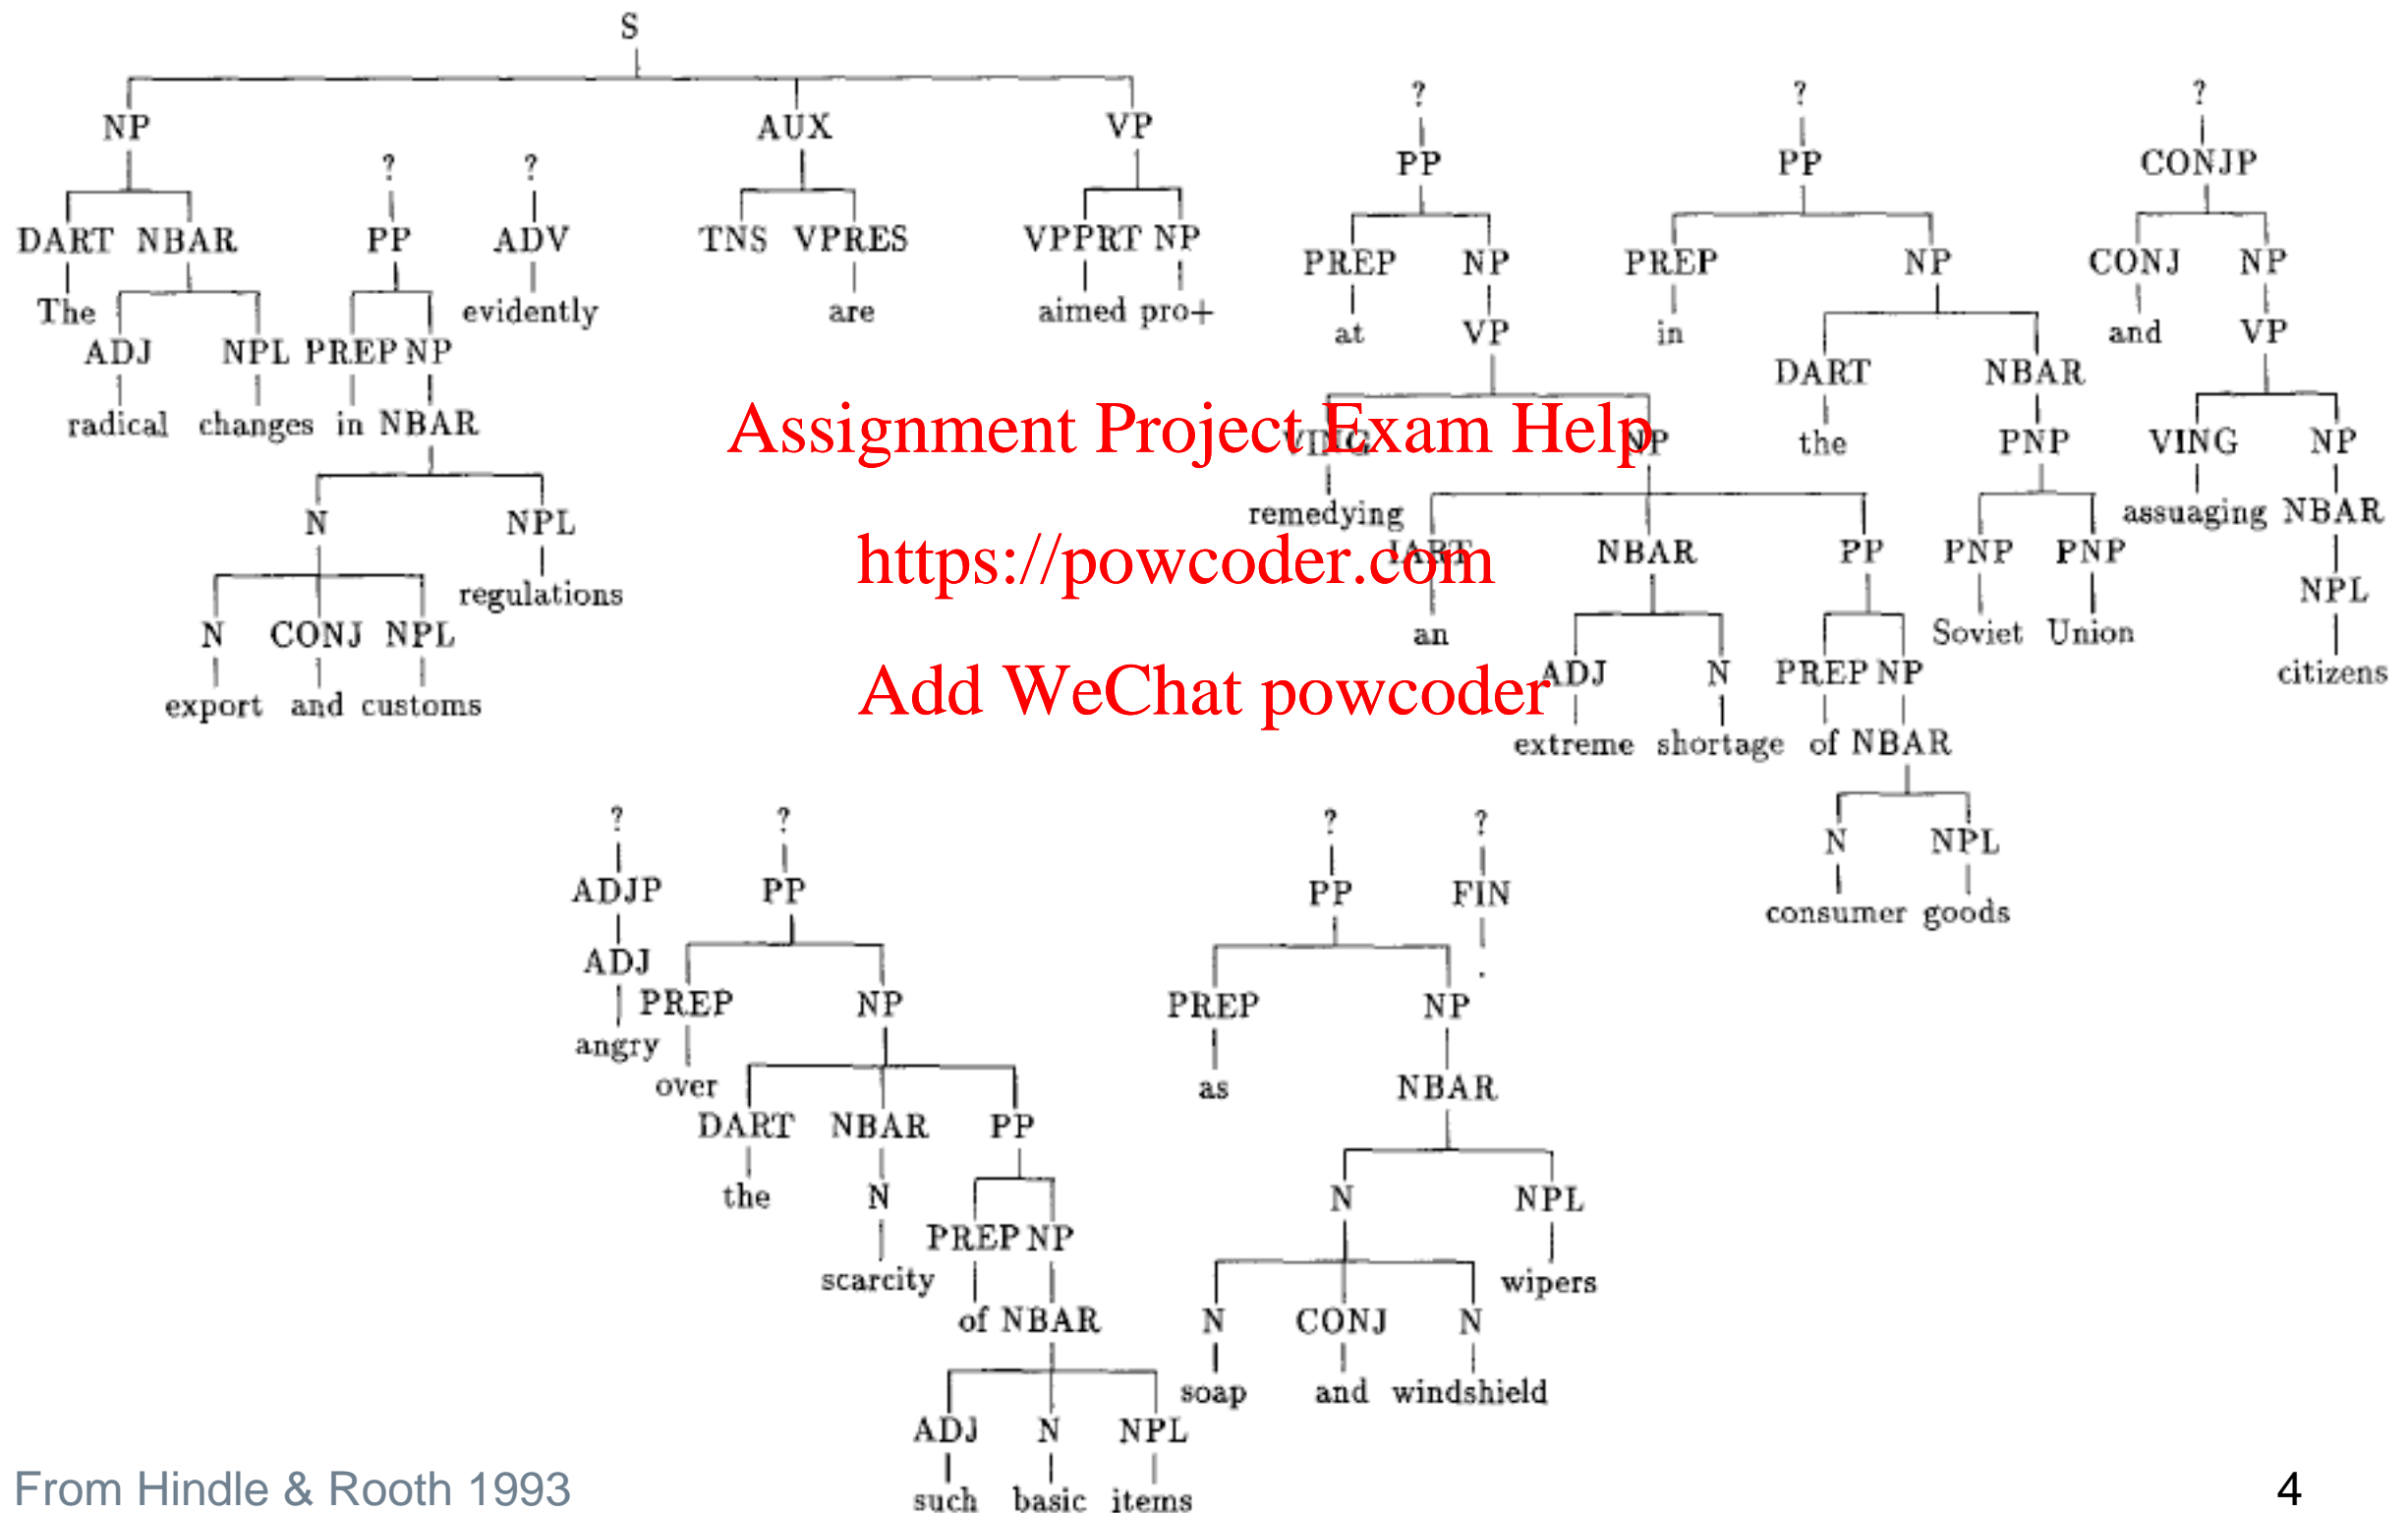 S
NP AUX VP
? ? ? ? ?
PP PP CONJP
DART NBAR PP ADV TNS VPRES VPPRT NP
PREP NP PREP NP CONJ NP
The evidently are aimed pro+
at VP in and VP
ADJ NPL PREP NP
DART NBAR
radical changes in NBAR
Assignment Project Exam Help
VING NP the PNP VING NP
N NPL
remedying assuaging NBAR
https://powcoder.com
IART NBAR PP PNP PNP
regulations
NPL
N CONJ NPL
an Soviet Union
Add WeChat powcoder
ADJ N PREP NP citizens
export and customs
extreme shortage of NBAR
? ? ? ?
N NPL
ADJP PP PP FIN
consumer goods
ADJ .
PREP NP PREP NP
angry
over as NBAR
DART NBAR PP
the N N NPL
PREP NP
scarcity wipers
of NBAR N CONJ N
soap and windshield
ADJ N NPL
such basic items
From Hindle & Rooth 1993
4